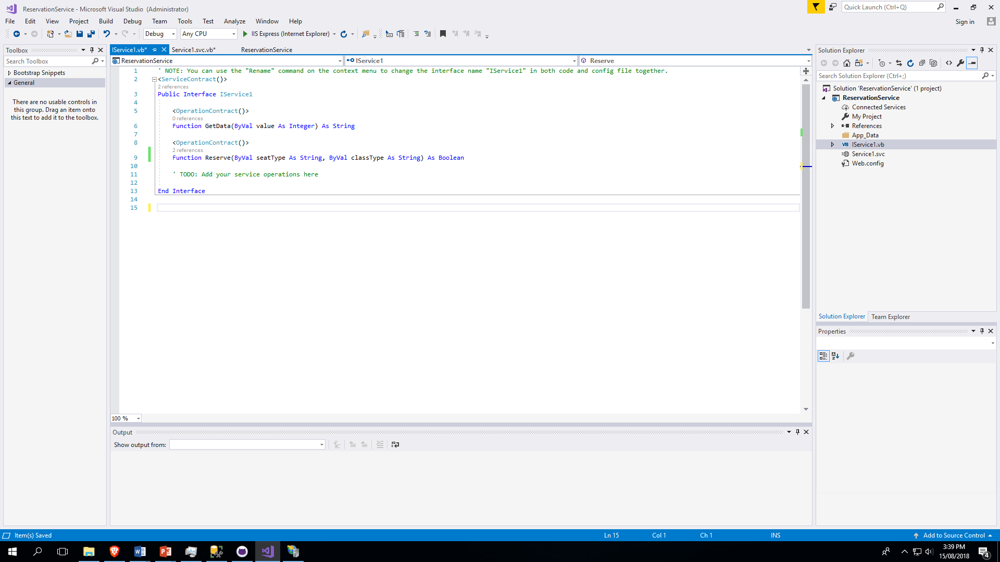 ReservationService - Microsoft Visual Studio (Administrator)
Quick Launch (Ctrl+Q)
File Edit View Project Build Debug Team Tools Test Analyze Window Help
Sign in
Debug Any CPU IIS Express (Internet Explorer)
Toolbox
Search Toolbox
Bootstrap Snippets
General
There are no usable controls in
this group. Drag an item onto
this text to add it to the toolbox.
IService1.vb* Service1.svc.vb* ReservationService
ReservationService IService1 Reserve
1 ' NOTE: You can use the "Rename" command on the context menu to change the interface name "IService1" in both code and config file together.
2 <ServiceContract()>
2 references
3 Public Interface IService1
4
5 <OperationContract()>
0 references
6 Function GetData(ByVal value As Integer) As String
7
8 <OperationContract()>
2 references
9 Function Reserve(ByVal seatType As String, ByVal classType As String) As Boolean
10
11 ' TODO: Add your service operations here
12
13 End Interface
14
15
100 %
Output
Show output from:
Solution Explorer
Search Solution Explorer (Ctrl+;)
Solution 'ReservationService' (1 project)
ReservationService
Connected Services
My Project
References
App_Data
VB IService1.vb
Service1.svc
Web.config
Solution Explorer Team Explorer
Properties
Item(s) Saved Ln 15 Col 1 Ch 1 INS Add to Source Control
3:39 PM
15/08/2018
4